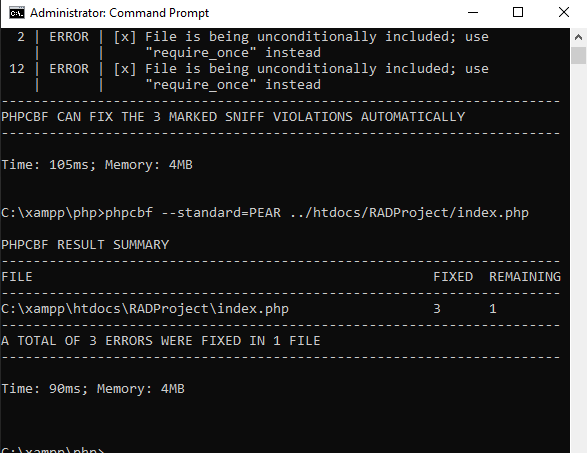 Administrator: Command Prompt
2 | ERROR | [x] File is being unconditionally included; use
| | "require_once" instead
12 | ERROR | [x] File is being unconditionally included; use
| | "require_once" instead
----------------------------------------------------------------------
PHPCBF CAN FIX THE 3 MARKED SNIFF VIOLATIONS AUTOMATICALLY
----------------------------------------------------------------------
Time: 105ms; Memory: 4MB
C:\xampp\php>phpcbf --standard=PEAR ../htdocs/RADProject/index.php
PHPCBF RESULT SUMMARY
----------------------------------------------------------------------
FILE FIXED REMAINING
----------------------------------------------------------------------
C:\xampp\htdocs\RADProject\index.php 3 1
----------------------------------------------------------------------
A TOTAL OF 3 ERRORS WERE FIXED IN 1 FILE
----------------------------------------------------------------------
Time: 90ms; Memory: 4MB
C:\xampp\php>